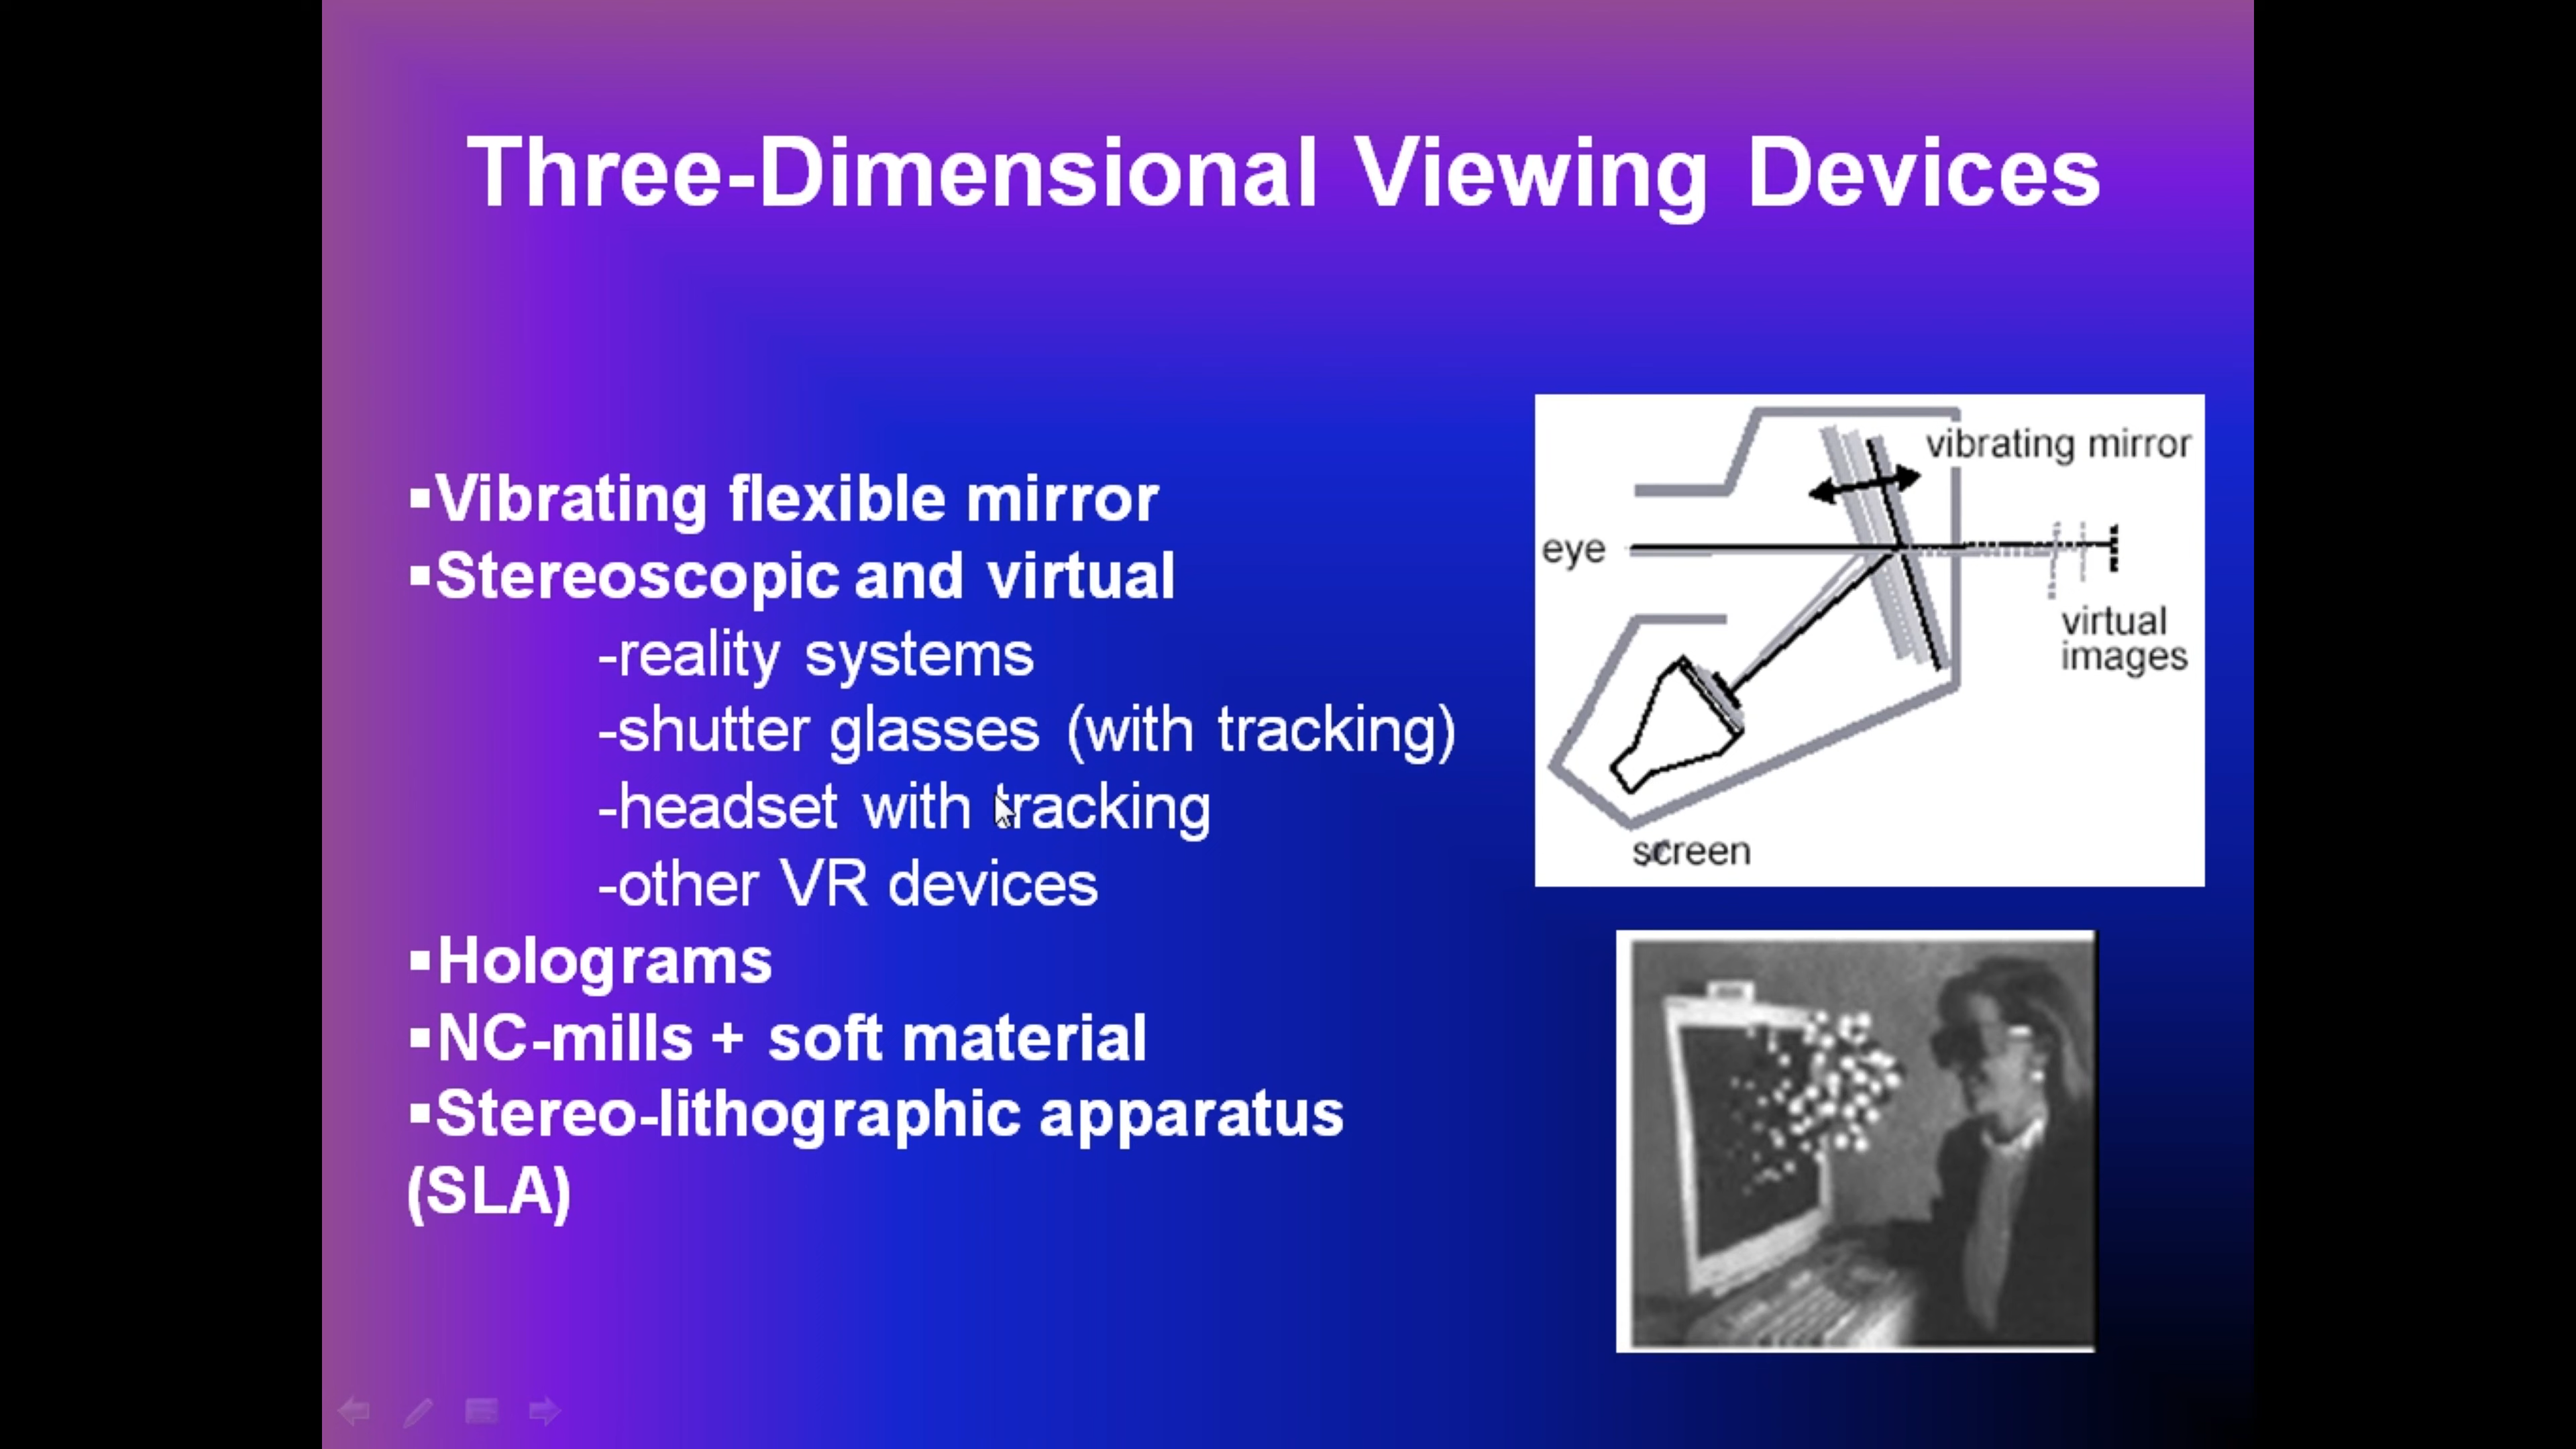 Three-Dimensional Viewing Devices
▪Vibrating flexible mirror
▪Stereoscopic and virtual
-reality systems
-shutter glasses (with tracking)
-headset with tracking
-other VR devices
▪Holograms
▪NC-mills + soft material
▪Stereo-lithographic apparatus
(SLA)
vibrating mirror
eye
virtual
images
screen